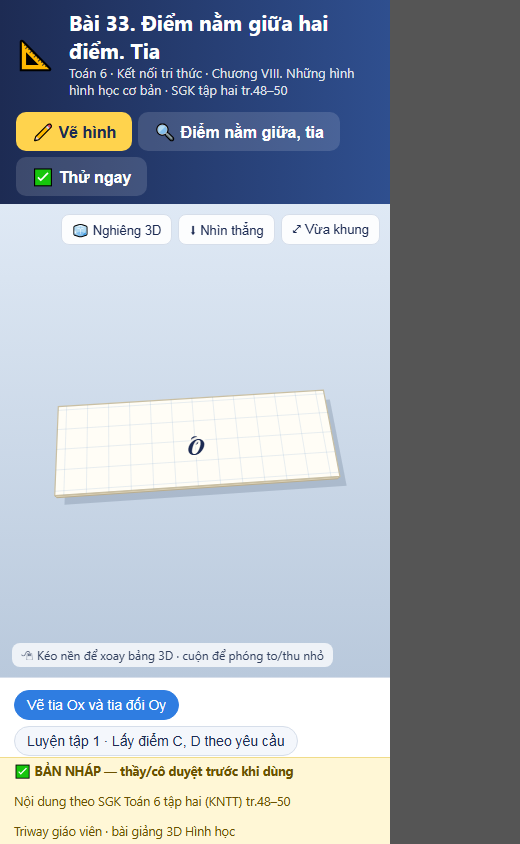 Bài 33. Điểm nằm giữa hai
điểm. Tia
Toán 6 · Kết nối tri thức · Chương VIII. Những hình
hình học cơ bản · SGK tập hai tr.48–50
Vẽ hình
Điểm nằm giữa, tia
Thử ngay
Nghiêng 3D
Nhìn thẳng
Vừa khung
O
Kéo nền để xoay bảng 3D · cuộn để phóng to/thu nhỏ
Vẽ tia Ox và tia đối Oy
Luyện tập 1 · Lấy điểm C, D theo yêu cầu
BẢN NHÁP — thầy/cô duyệt trước khi dùng
Nội dung theo SGK Toán 6 tập hai (KNTT) tr.48–50
Triway giáo viên · bài giảng 3D Hình học